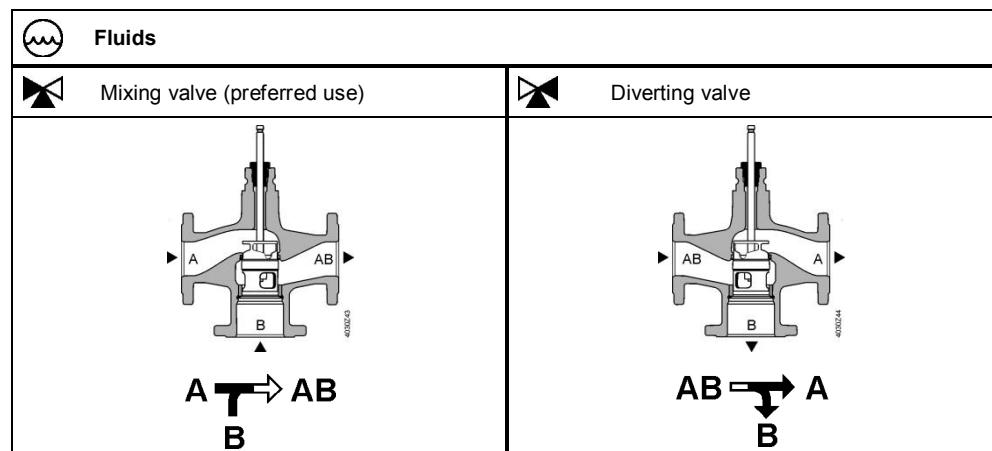 Fluids
Mixing valve (preferred use)
Diverting valve
A
AB
B
4030Z43
AB
A
B
4030Z44
A AB
B
AB A
B